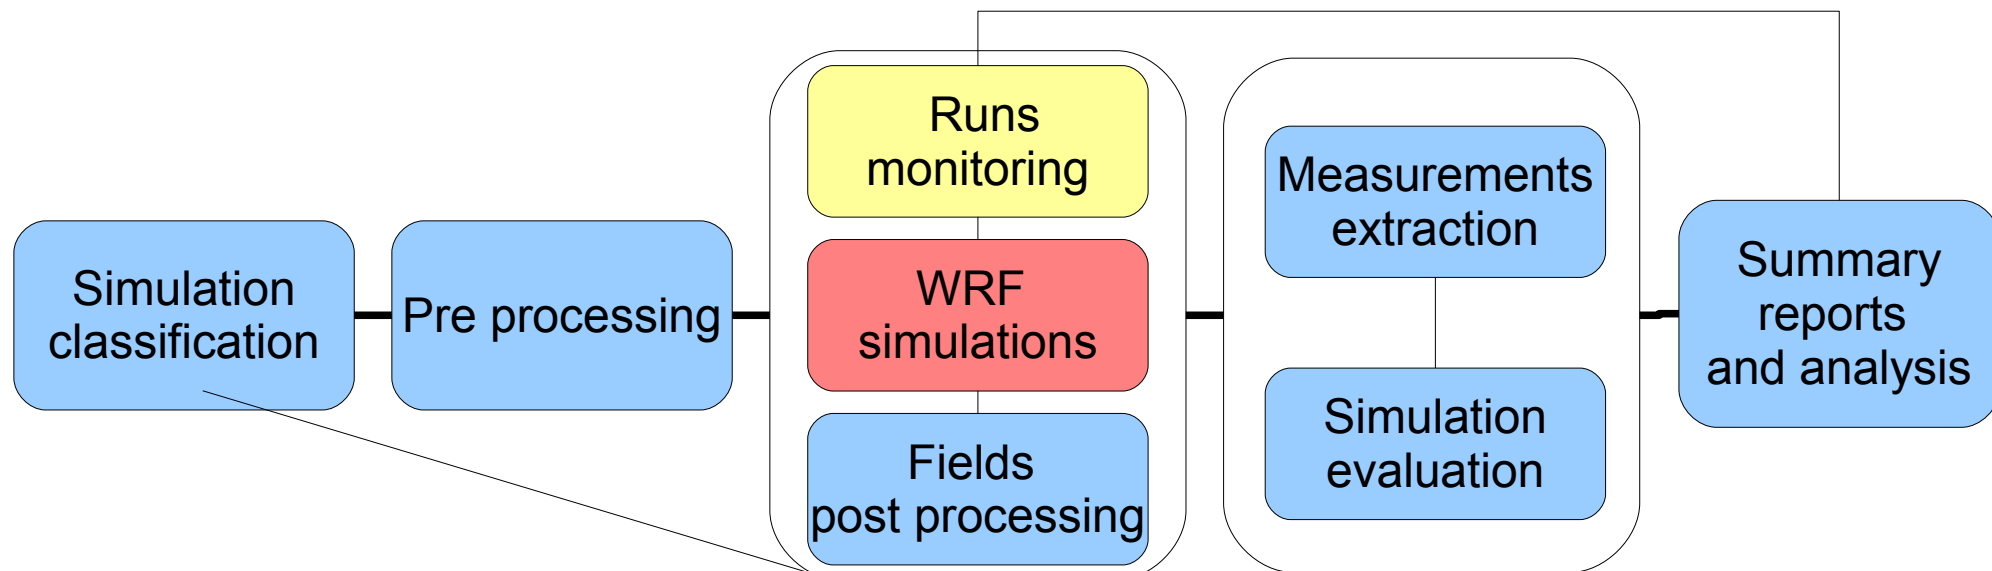 Simulation
classification
Pre processing
Runs
monitoring
WRF
simulations
Fields
post processing
Measurements
extraction
Simulation
evaluation
Summary
reports
and analysis